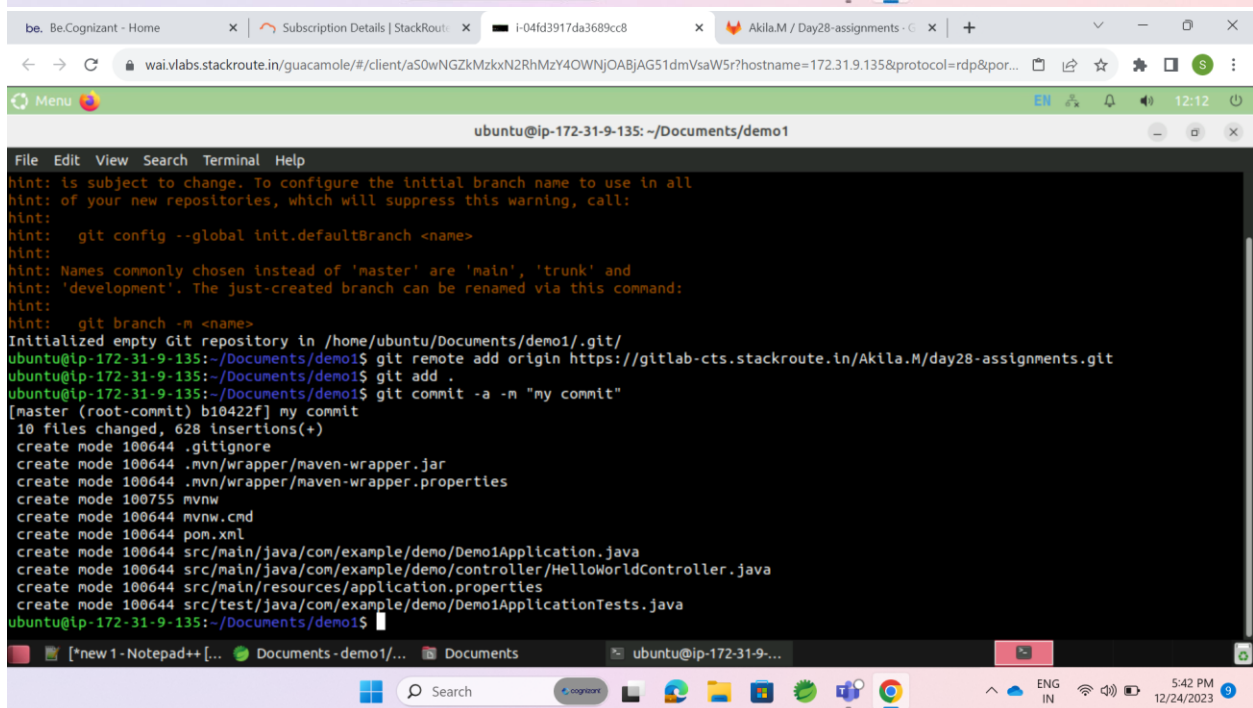 be. Be.Cognizant - Home
Subscription Details | StackRoute
i-04fd3917da3689cc8
Akila.M / Day28-assignments · G
wai.vlabs.stackroute.in/guacamole/#/client/aS0wNGZkMzkxN2RhMzY4OWNjOABjAG51dmVsaW5r?hostname=172.31.9.135&protocol=rdp&por...
S
Menu
EN
12:12
ubuntu@ip-172-31-9-135: ~/Documents/demo1
File Edit View Search Terminal Help
hint: is subject to change. To configure the initial branch name to use in all
hint: of your new repositories, which will suppress this warning, call:
hint:
hint:   git config --global init.defaultBranch <name>
hint:
hint: Names commonly chosen instead of 'master' are 'main', 'trunk' and
hint: 'development'. The just-created branch can be renamed via this command:
hint:
hint:   git branch -m <name>
Initialized empty Git repository in /home/ubuntu/Documents/demo1/.git/
ubuntu@ip-172-31-9-135:~/Documents/demo1$ git remote add origin https://gitlab-cts.stackroute.in/Akila.M/day28-assignments.git
ubuntu@ip-172-31-9-135:~/Documents/demo1$ git add .
ubuntu@ip-172-31-9-135:~/Documents/demo1$ git commit -a -m "my commit"
[master (root-commit) b10422f] my commit
 10 files changed, 628 insertions(+)
 create mode 100644 .gitignore
 create mode 100644 .mvn/wrapper/maven-wrapper.jar
 create mode 100644 .mvn/wrapper/maven-wrapper.properties
 create mode 100755 mvnw
 create mode 100644 mvnw.cmd
 create mode 100644 pom.xml
 create mode 100644 src/main/java/com/example/demo/Demo1Application.java
 create mode 100644 src/main/java/com/example/demo/controller/HelloWorldController.java
 create mode 100644 src/main/resources/application.properties
 create mode 100644 src/test/java/com/example/demo/Demo1ApplicationTests.java
ubuntu@ip-172-31-9-135:~/Documents/demo1$
[*new 1 - Notepad++ [...
Documents - demo1/...
Documents
ubuntu@ip-172-31-9-...
Search
cognizant
ENG
IN
5:42 PM
12/24/2023
9